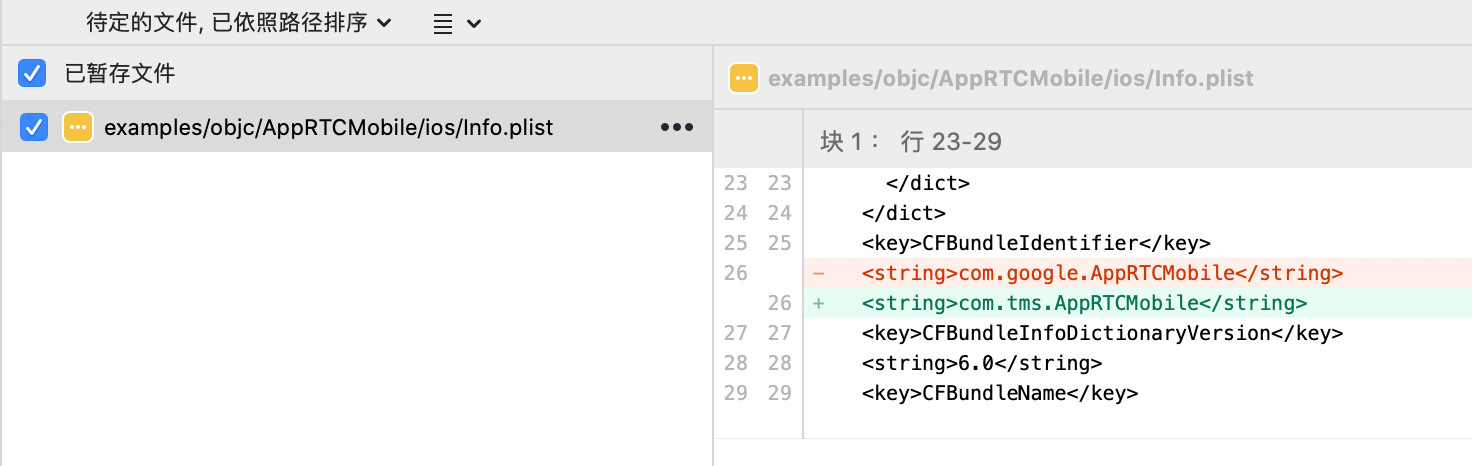 待定的文件, 已依照路径排序
已暂存文件
examples/objc/AppRTCMobile/ios/Info.plist
examples/objc/AppRTCMobile/ios/Info.plist
块 1： 行 23-29
23 23 </dict>
24 24 </dict>
25 25 <key>CFBundleIdentifier</key>
26 - <string>com.google.AppRTCMobile</string>
26 + <string>com.tms.AppRTCMobile</string>
27 27 <key>CFBundleInfoDictionaryVersion</key>
28 28 <string>6.0</string>
29 29 <key>CFBundleName</key>